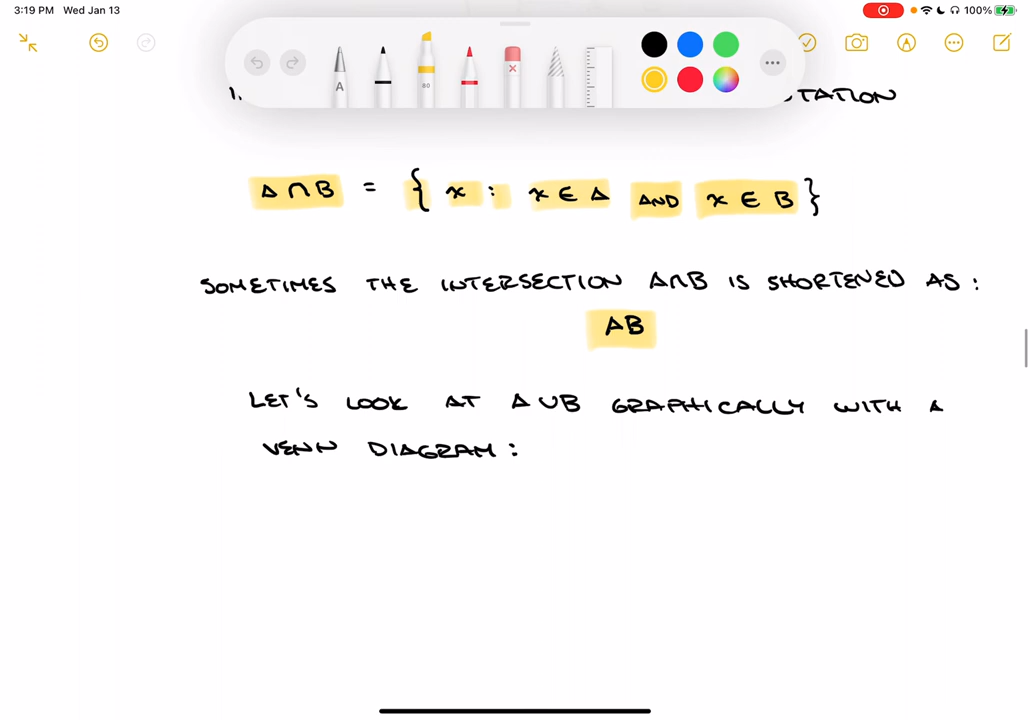 3:19 PM Wed Jan 13
100%
A
80
TATION
A ∩ B = { x : x ∈ A AND x ∈ B }
SOMETIMES THE INTERSECTION A∩B IS SHORTENED AS :
AB
LET'S LOOK AT A ∪ B GRAPHICALLY WITH A
VENN DIAGRAM :